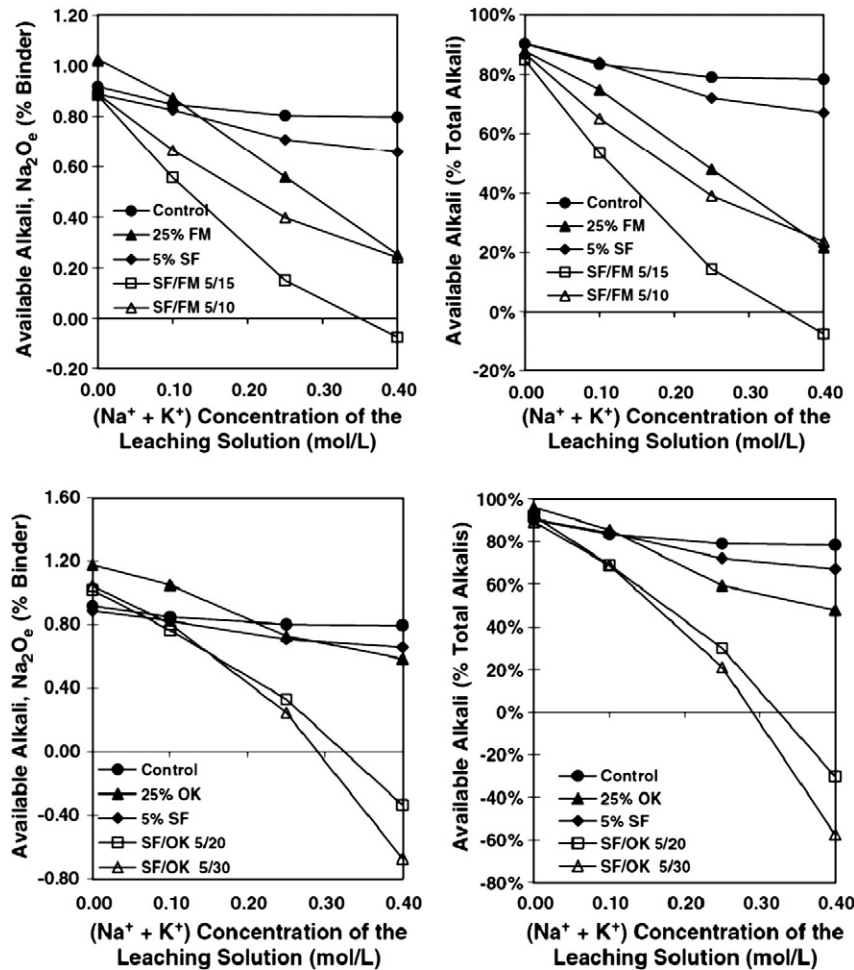 Available Alkali, Na₂Oₑ (% Binder)
1.20
1.00
0.80
0.60
0.40
0.20
0.00
-0.20
Control
25% FM
5% SF
SF/FM 5/15
SF/FM 5/10
0.00 0.10 0.20 0.30 0.40
(Na⁺ + K⁺) Concentration of the
Leaching Solution (mol/L)
Available Alkali (% Total Alkali)
100%
80%
60%
40%
20%
0%
-20%
Control
25% FM
5% SF
SF/FM 5/15
SF/FM 5/10
0.00 0.10 0.20 0.30 0.40
(Na⁺ + K⁺) Concentration of the
Leaching Solution (mol/L)
Available Alkali, Na₂Oₑ (% Binder)
1.60
1.20
0.80
0.40
0.00
-0.40
-0.80
Control
25% OK
5% SF
SF/OK 5/20
SF/OK 5/30
0.00 0.10 0.20 0.30 0.40
(Na⁺ + K⁺) Concentration of the
Leaching Solution (mol/L)
Available Alkali (% Total Alkalis)
100%
80%
60%
40%
20%
0%
-20%
-40%
-60%
-80%
Control
25% OK
5% SF
SF/OK 5/20
SF/OK 5/30
0.00 0.10 0.20 0.30 0.40
(Na⁺ + K⁺) Concentration of the
Leaching Solution (mol/L)